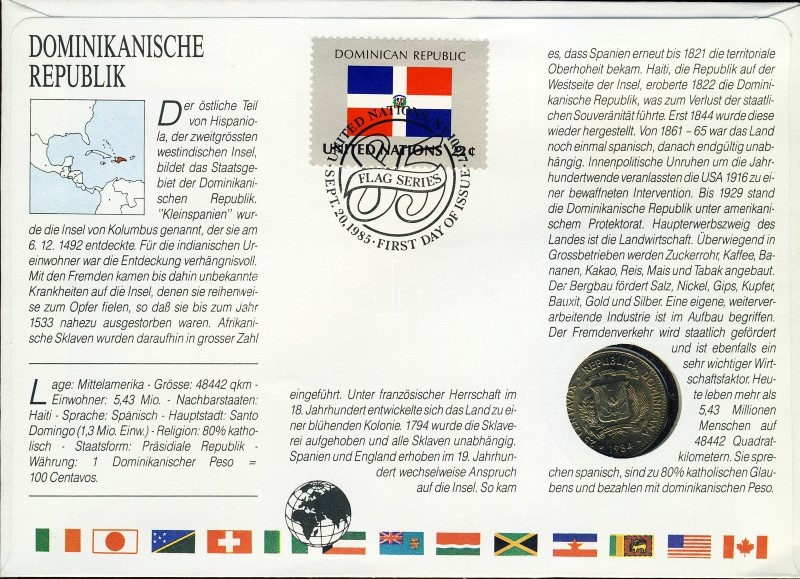 DOMINIKANISCHE
REPUBLIK
Der östliche Teil
von Hispanio-
la, der zweitgrössten
westindischen Insel,
bildet das Staatsge-
biet der Dominikani-
schen Republik.
"Kleinspanien" wur-
de die Insel von Kolumbus genannt, der sie am
6. 12. 1492 entdeckte. Für die indianischen Ur-
einwohner war die Entdeckung verhängnisvoll.
Mit den Fremden kamen bis dahin unbekannte
Krankheiten auf die Insel, denen sie reihenwei-
se zum Opfer fielen, so daß sie bis zum Jahr
1533 nahezu ausgestorben waren. Afrikani-
sche Sklaven wurden daraufhin in grosser Zahl
Lage: Mittelamerika - Grösse: 48442 qkm -
Einwohner: 5,43 Mio. - Nachbarstaaten:
Haiti - Sprache: Spanisch - Hauptstadt: Santo
Domingo (1,3 Mio. Einw.) - Religion: 80% katho-
lisch - Staatsform: Präsidiale Republik -
Währung: 1 Dominikanischer Peso =
100 Centavos.
DOMINICAN REPUBLIC
UNITED NATIONS 22¢
UNITED NATIONS, NY 10017
85
FLAG SERIES
SEPT. 20, 1985 · FIRST DAY OF ISSUE
eingeführt. Unter französischer Herrschaft im
18. Jahrhundert entwickelte sich das Land zu ei-
ner blühenden Kolonie. 1794 wurde die Sklave-
rei aufgehoben und alle Sklaven unabhängig.
Spanien und England erhoben im 19. Jahrhun-
dert wechselweise Anspruch
auf die Insel. So kam
es, dass Spanien erneut bis 1821 die territoriale
Oberhoheit bekam. Haiti, die Republik auf der
Westseite der Insel, eroberte 1822 die Domini-
kanische Republik, was zum Verlust der staatli-
chen Souveränität führte. Erst 1844 wurde diese
wieder hergestellt. Von 1861 – 65 war das Land
noch einmal spanisch, danach endgültig unab-
hängig. Innenpolitische Unruhen um die Jahr-
hundertwende veranlassten die USA 1916 zu ei-
ner bewaffneten Intervention. Bis 1929 stand
die Dominikanische Republik unter amerikani-
schem Protektorat. Haupterwerbszweig des
Landes ist die Landwirtschaft. Überwiegend in
Grossbetrieben werden Zuckerrohr, Kaffee, Ba-
nanen, Kakao, Reis, Mais und Tabak angebaut.
Der Bergbau fördert Salz, Nickel, Gips, Kupfer,
Bauxit, Gold und Silber. Eine eigene, weiterver-
arbeitende Industrie ist im Aufbau begriffen.
Der Fremdenverkehr wird staatlich gefördert
und ist ebenfalls ein
sehr wichtiger Wirt-
schaftsfaktor. Heu-
te leben mehr als
5,43 Millionen
Menschen auf
48442 Quadrat-
kilometern. Sie spre-
chen spanisch, sind zu 80% katholischen Glau-
bens und bezahlen mit dominikanischen Peso.
REPUBLICA DOMINICANA
25 CENTAVOS
1984